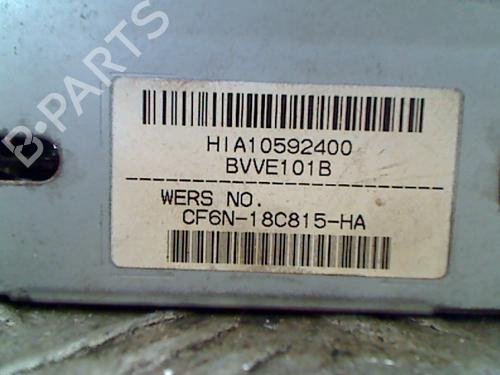 B-PARTS
HIA10592400
BVVE101B
WERS NO.
CF6N-18C815-HA